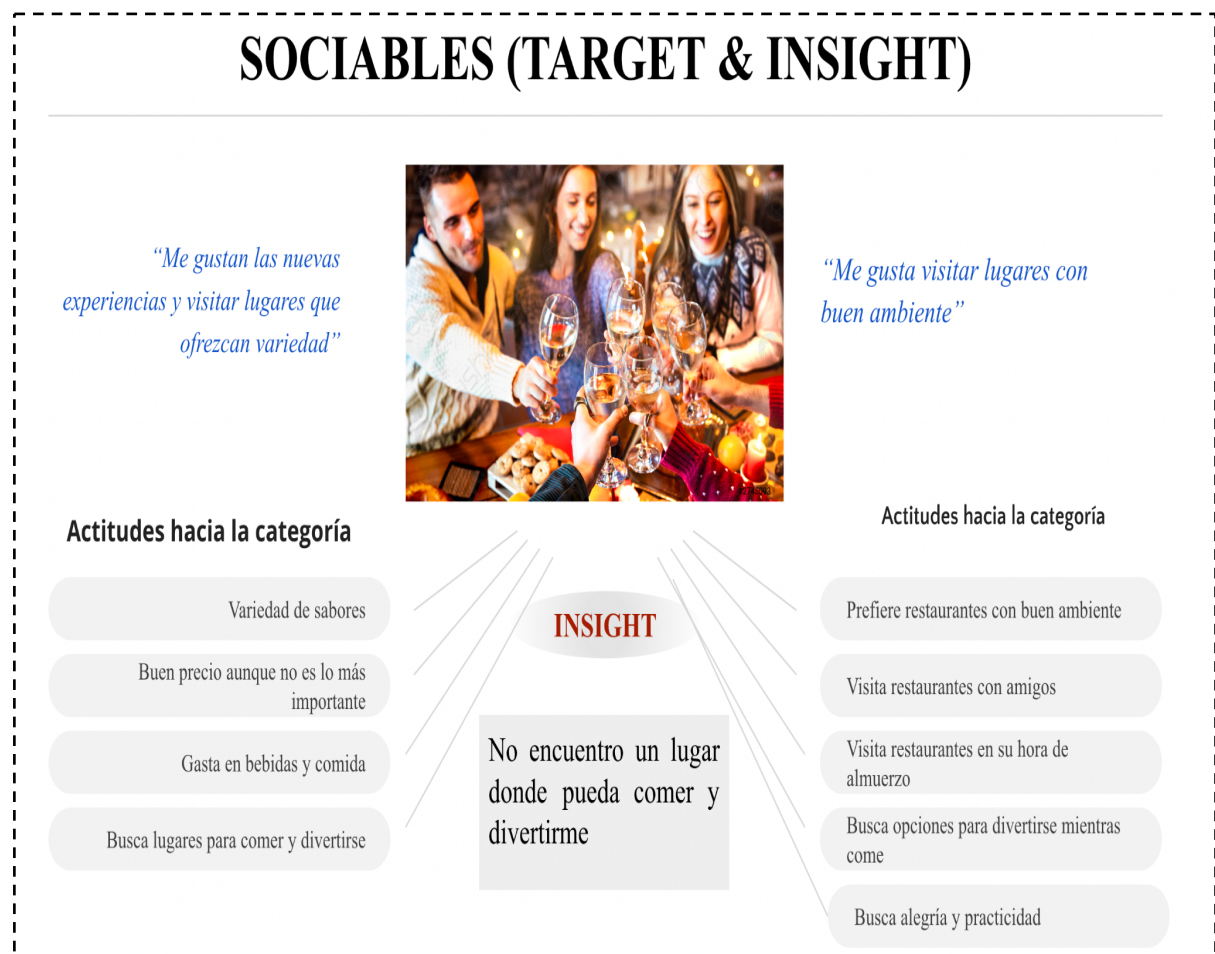 SOCIABLES (TARGET & INSIGHT)
“Me gustan las nuevas
experiencias y visitar lugares que
ofrezcan variedad”
“Me gusta visitar lugares con
buen ambiente”
Actitudes hacia la categoría
Variedad de sabores
Buen precio aunque no es lo más
importante
Gasta en bebidas y comida
Busca lugares para comer y divertirse
INSIGHT
No encuentro un lugar
donde pueda comer y
divertirme
Actitudes hacia la categoría
Prefiere restaurantes con buen ambiente
Visita restaurantes con amigos
Visita restaurantes en su hora de
almuerzo
Busca opciones para divertirse mientras
come
Busca alegría y practicidad